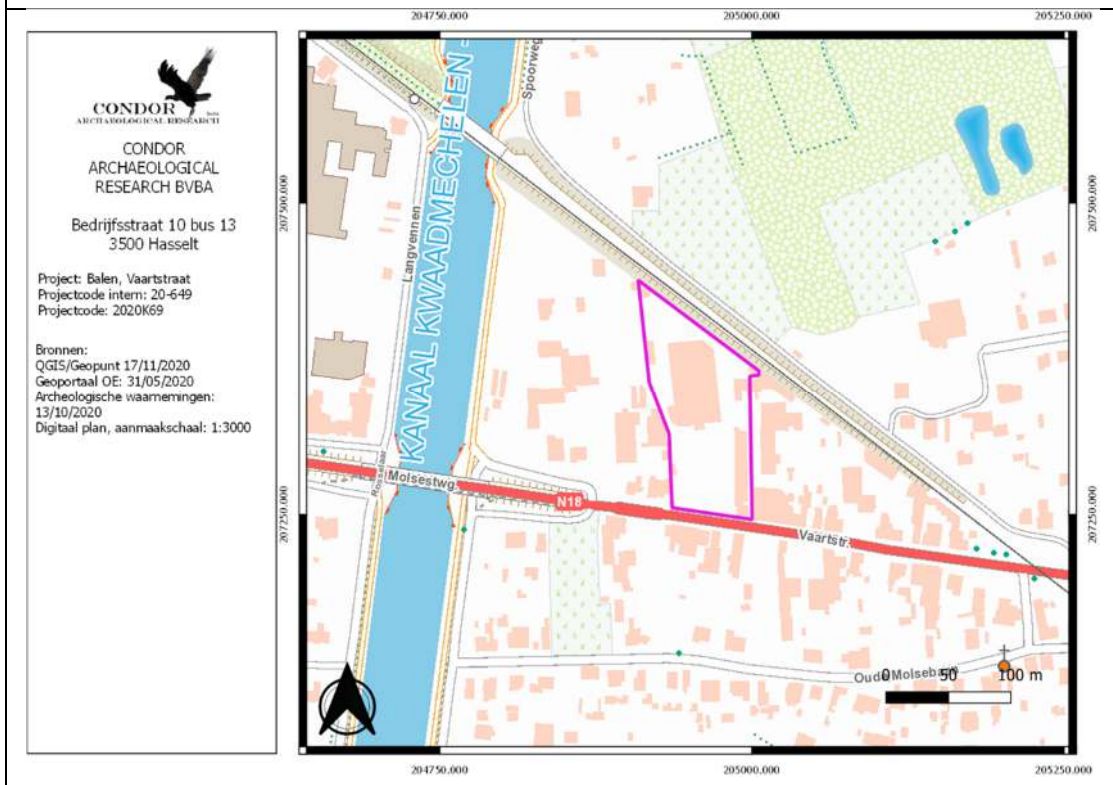 204750.000 205000.000 205250.000
CONDOR
ARCHAEOLOGICAL RESEARCH
CONDOR
ARCHAEOLOGICAL
RESEARCH BVBA
Bedrijfsstraat 10 bus 13
3500 Hasselt
Project: Balen, Vaartstraat
Projectcode intern: 20-649
Projectcode: 2020K69
Bronnen:
QGIS/Geopunt 17/11/2020
Geoportaal OE: 31/05/2020
Archeologische waarnemingen:
13/10/2020
Digitaal plan, aanmaakschaal: 1:3000
KANAAL KWAADMECHELEN -
Spoorweg
Langvennen
207500.000
207500.000
Rosselaar
Molsestwg.
N18
Vaartstr.
207250.000
207250.000
Oude Molsebaan
0 50 100 m
204750.000 205000.000 205250.000